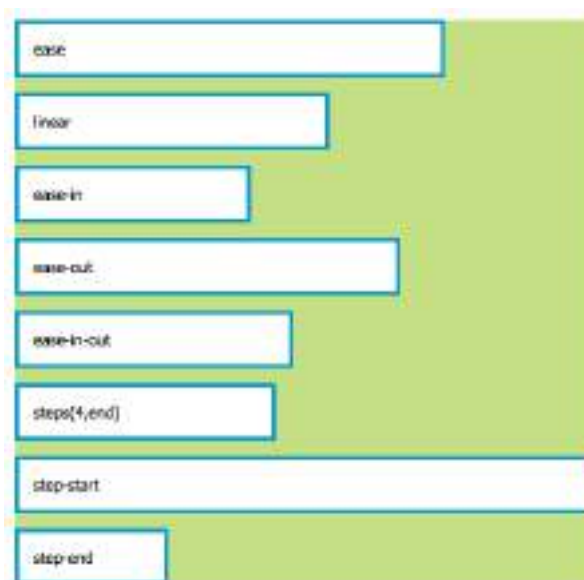 ease
linear
ease-in
ease-out
ease-in-out
steps(4,end)
step-start
step-end